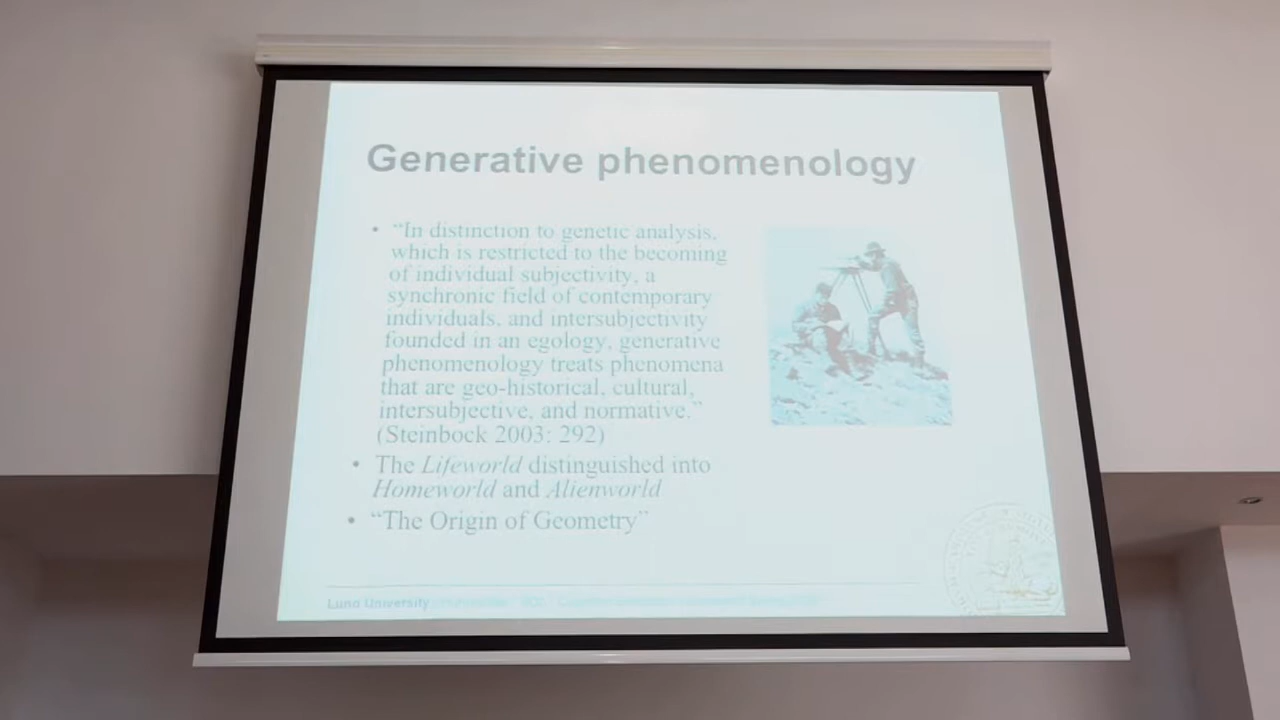 Generative phenomenology
• “In distinction to genetic analysis,
which is restricted to the becoming
of individual subjectivity, a
synchronic field of contemporary
individuals, and intersubjectivity
founded in an egology, generative
phenomenology treats phenomena
that are geo-historical, cultural,
intersubjective, and normative.”
(Steinbock 2003: 292)
• The Lifeworld distinguished into
Homeworld and Alienworld
• “The Origin of Geometry”
Lund University